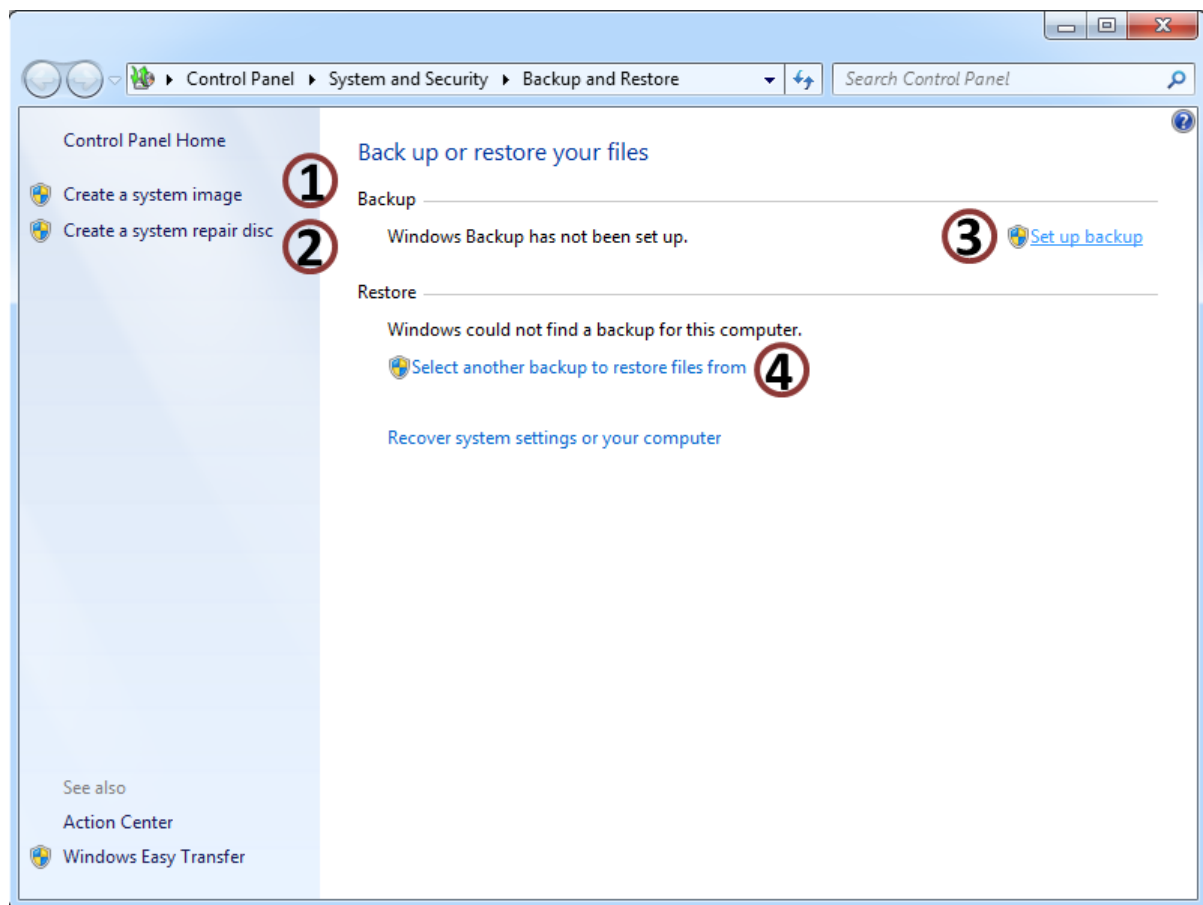 Control Panel System and Security Backup and Restore Search Control Panel
Control Panel Home
Create a system image 1
Create a system repair disc 2
Back up or restore your files
Backup
Windows Backup has not been set up. 3 Set up backup
Restore
Windows could not find a backup for this computer.
Select another backup to restore files from 4
Recover system settings or your computer
See also
Action Center
Windows Easy Transfer